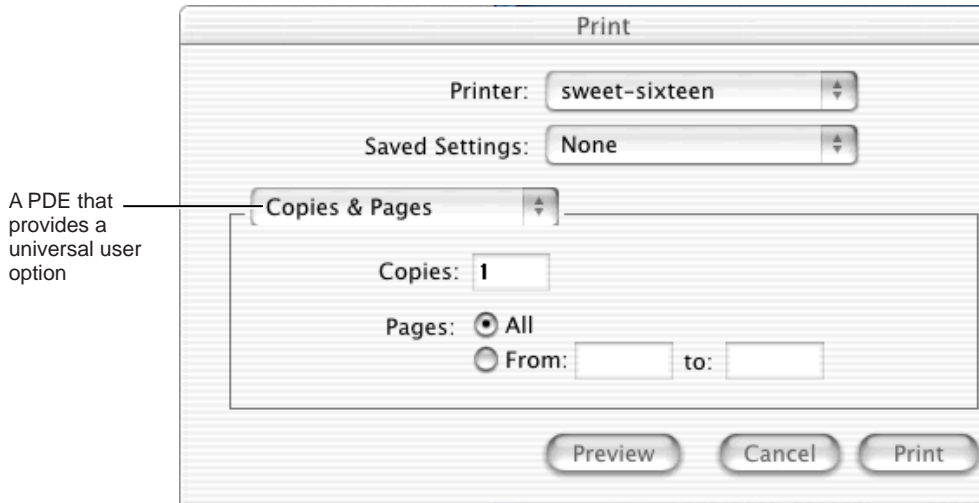 Print
Printer: sweet-sixteen
Saved Settings: None
A PDE that
provides a
universal user
option
Copies & Pages
Copies: 1
Pages: All
From: to:
Preview Cancel Print